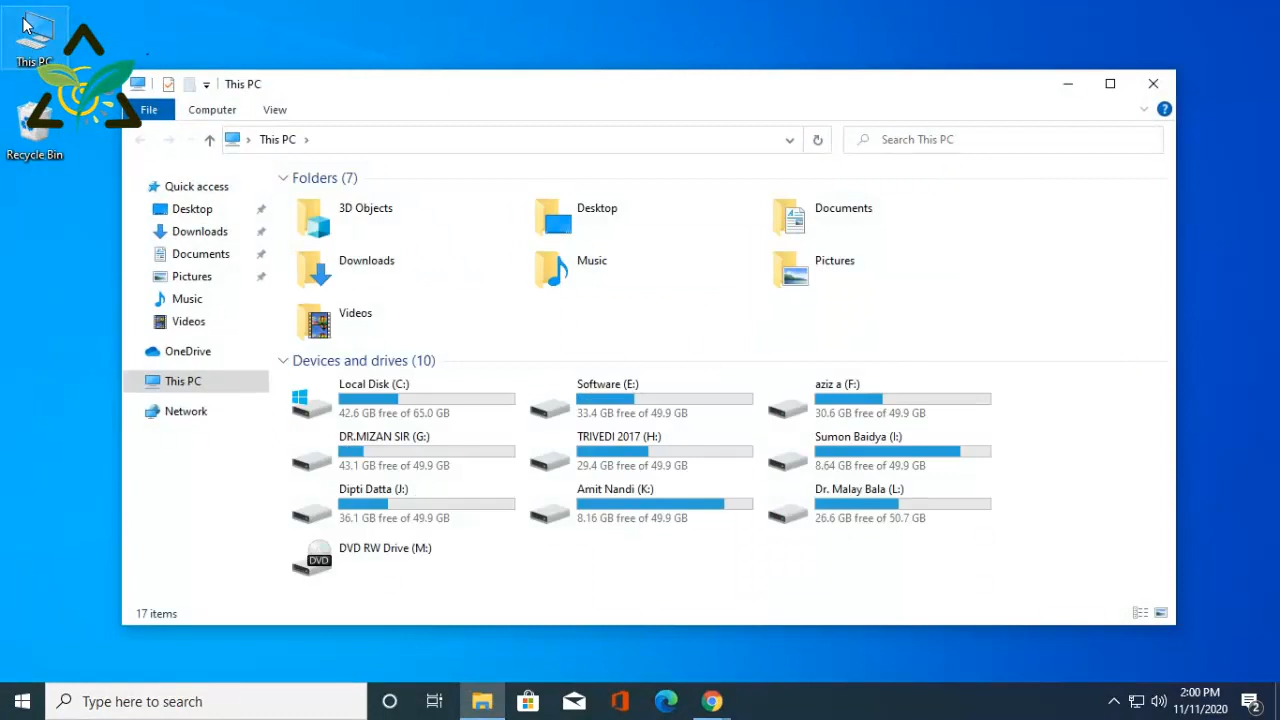 This PC
Recycle Bin
This PC
File
Computer
View
This PC
Search This PC
Quick access
Desktop
Downloads
Documents
Pictures
Music
Videos
OneDrive
This PC
Network
Folders (7)
3D Objects
Desktop
Documents
Downloads
Music
Pictures
Videos
Devices and drives (10)
Local Disk (C:)
42.6 GB free of 65.0 GB
Software (E:)
33.4 GB free of 49.9 GB
aziz a (F:)
30.6 GB free of 49.9 GB
DR.MIZAN SIR (G:)
43.1 GB free of 49.9 GB
TRIVEDI 2017 (H:)
29.4 GB free of 49.9 GB
Sumon Baidya (I:)
8.64 GB free of 49.9 GB
Dipti Datta (J:)
36.1 GB free of 49.9 GB
Amit Nandi (K:)
8.16 GB free of 49.9 GB
Dr. Malay Bala (L:)
26.6 GB free of 50.7 GB
DVD RW Drive (M:)
DVD
17 items
Type here to search
2:00 PM
11/11/2020
2